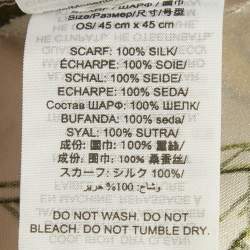 Size/Размер/尺寸/号型
OS/ 45 cm x 45 cm
SCARF: 100% SILK/
ÉCHARPE: 100% SOIE/
SCHAL: 100% SEIDE/
ECHARPE: 100% SEDA/
Состав ШАРФ: 100% ШЕЛК/
BUFANDA: 100% seda/
SYAL: 100% SUTRA/
成份: 圍巾: 100% 蠶絲/
成份: 围巾: 100% 桑蚕丝/
スカーフ: シルク 100%/
وشاح: 100% حرير
DO NOT WASH. DO NOT
BLEACH. DO NOT TUMBLE DRY.